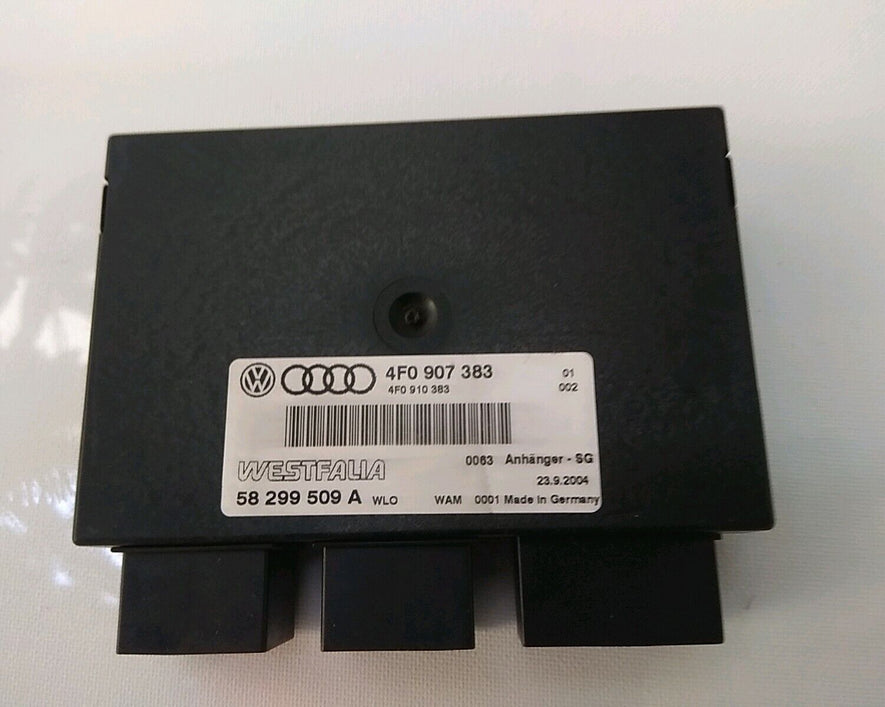 4F0 907 383 01
4F0 910 383 002
WESTFALIA 0063 Anhänger - SG
23.9.2004
58 299 509 A WLO WAM 0001 Made in Germany